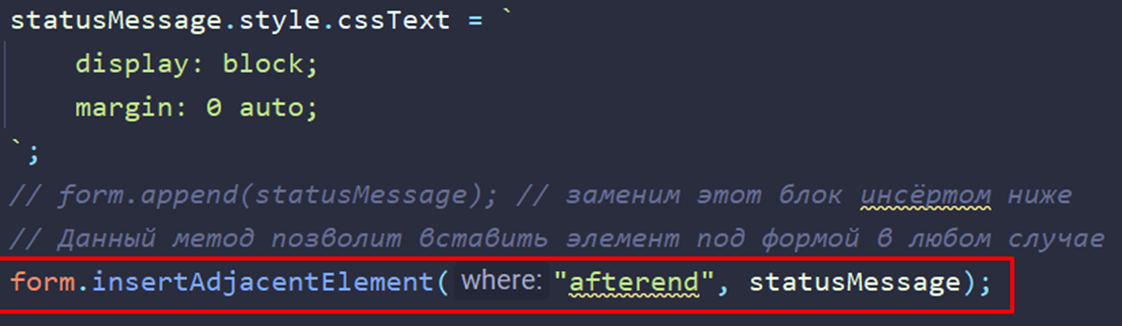 statusMessage.style.cssText = `
display: block;
margin: 0 auto;
`;
// form.append(statusMessage); // заменим этот блок инсёртом ниже
// Данный метод позволит вставить элемент под формой в любом случае
form.insertAdjacentElement( where: "afterend", statusMessage);